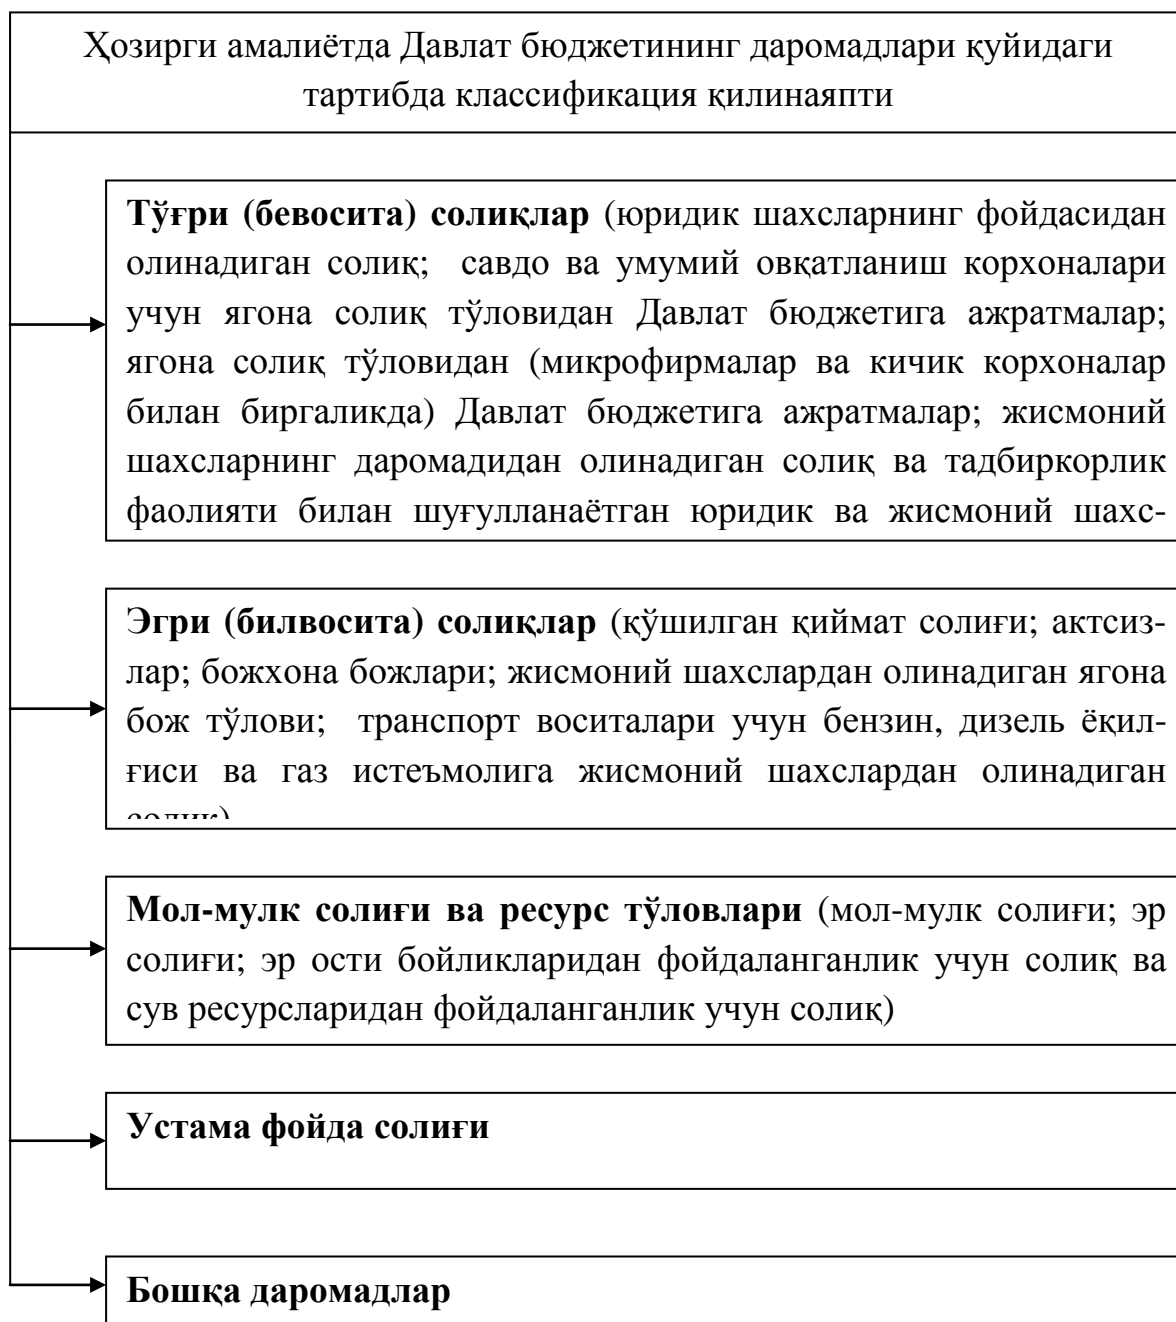 Ҳозирги амалиётда Давлат бюджетининг даромадлари қуйидаги
тартибда классификация қилинаяпти
Тўғри (бевосита) солиқлар (юридик шахсларнинг фойдасидан
олинадиган солиқ; савдо ва умумий овқатланиш корхоналари
учун ягона солиқ тўловидан Давлат бюджетига ажратмалар;
ягона солиқ тўловидан (микрофирмалар ва кичик корхоналар
билан биргаликда) Давлат бюджетига ажратмалар; жисмоний
шахсларнинг даромадидан олинадиган солиқ ва тадбиркорлик
фаолияти билан шуғулланаётган юридик ва жисмоний шахс-
Эгри (билвосита) солиқлар (қўшилган қиймат солиғи; актсиз-
лар; божхона божлари; жисмоний шахслардан олинадиган ягона
бож тўлови; транспорт воситалари учун бензин, дизель ёқил-
ғиси ва газ истеъмолига жисмоний шахслардан олинадиган
Мол-мулк солиғи ва ресурс тўловлари (мол-мулк солиғи; эр
солиғи; эр ости бойликларидан фойдаланганлик учун солиқ ва
сув ресурсларидан фойдаланганлик учун солиқ)
Устама фойда солиғи
Бошқа даромадлар